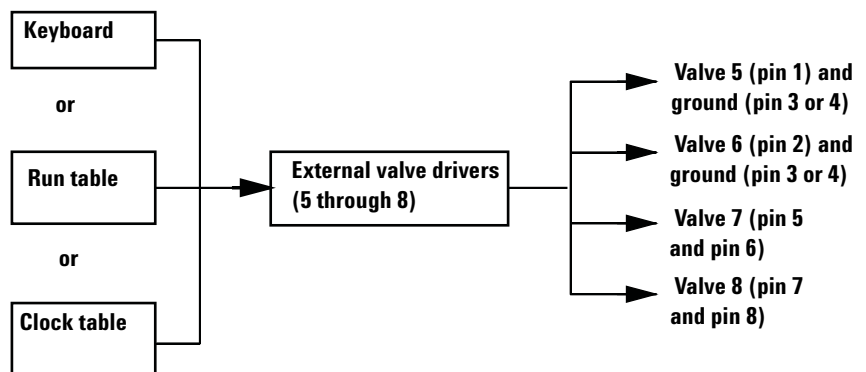 Keyboard
or
Run table
or
Clock table
External valve drivers
(5 through 8)
Valve 5 (pin 1) and
ground (pin 3 or 4)
Valve 6 (pin 2) and
ground (pin 3 or 4)
Valve 7 (pin 5
and pin 6)
Valve 8 (pin 7
and pin 8)